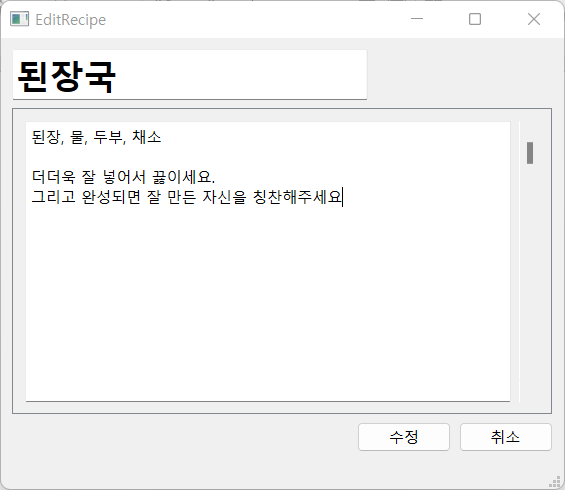 EditRecipe
된장국
된장, 물, 두부, 채소
더더욱 잘 넣어서 끓이세요.
그리고 완성되면 잘 만든 자신을 칭찬해주세요
수정
취소